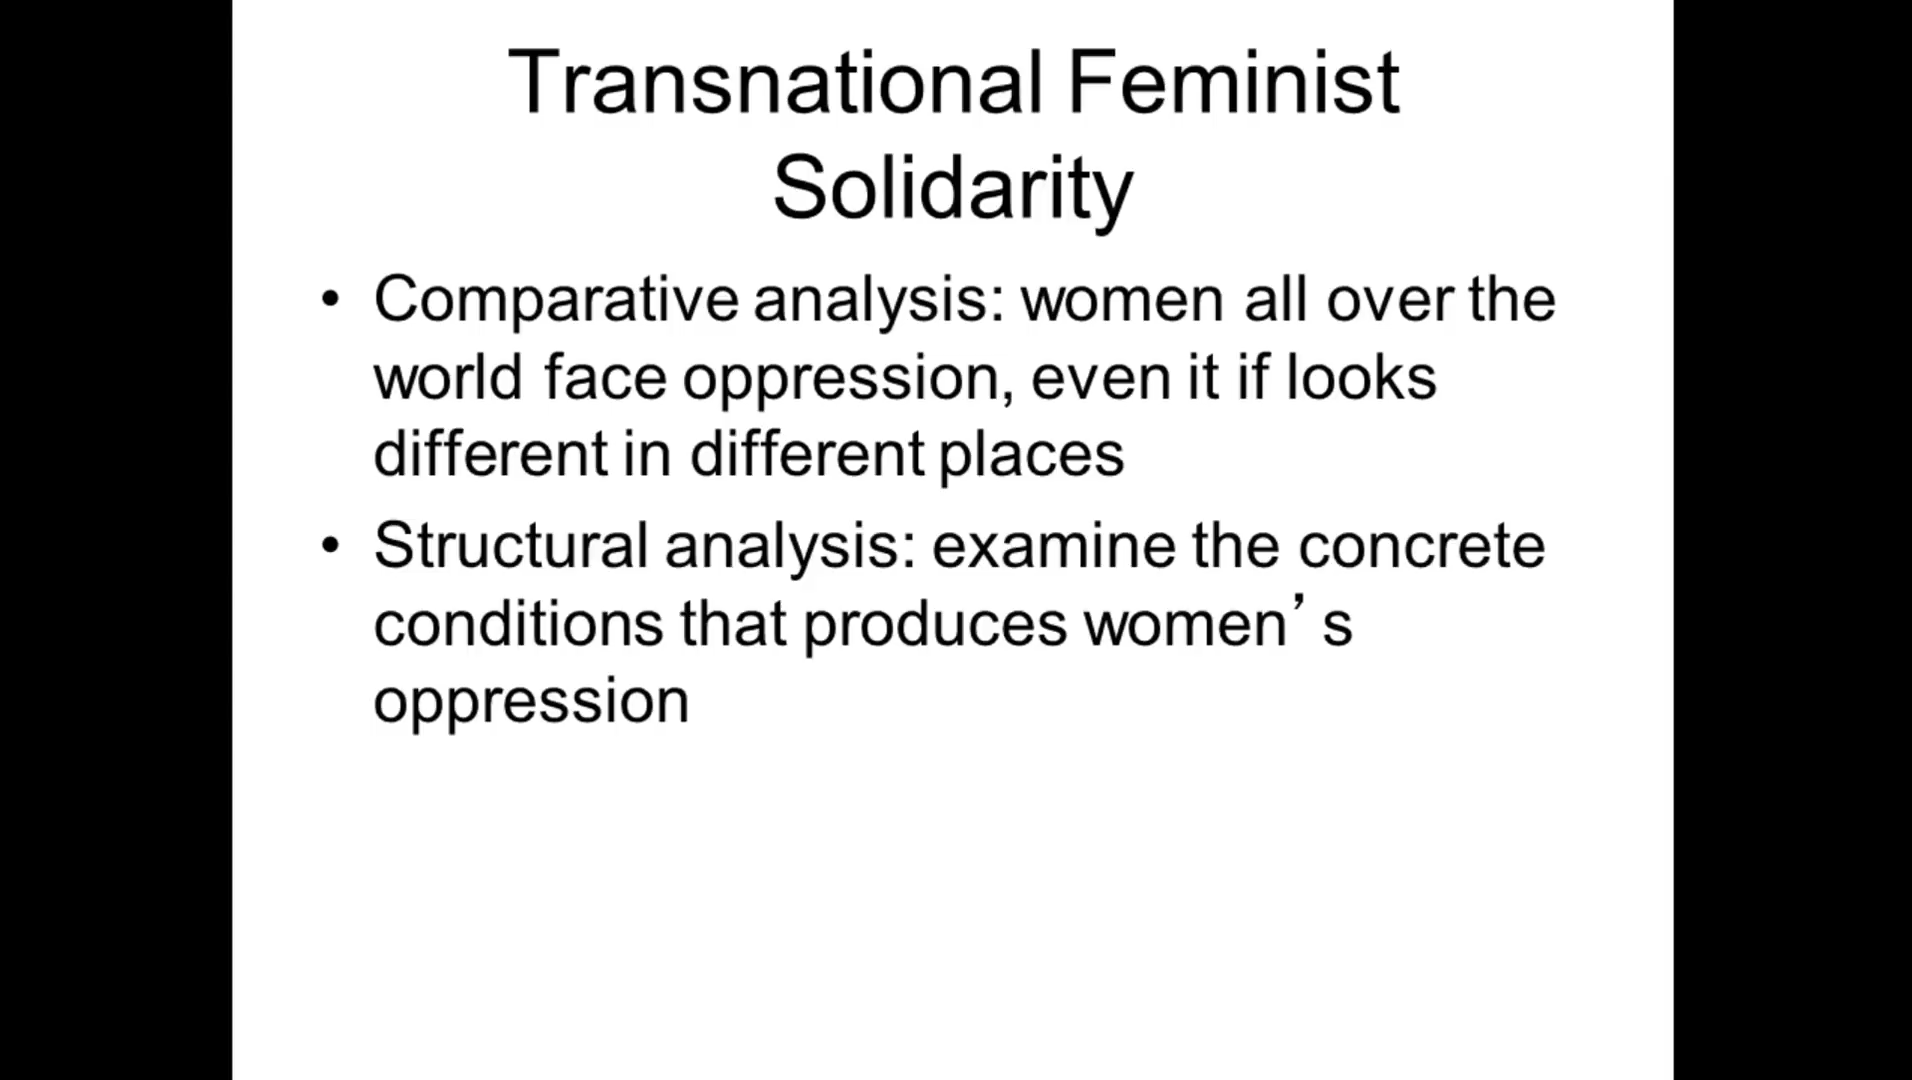 Transnational Feminist
Solidarity
• Comparative analysis: women all over the
world face oppression, even it if looks
different in different places
• Structural analysis: examine the concrete
conditions that produces women’s
oppression